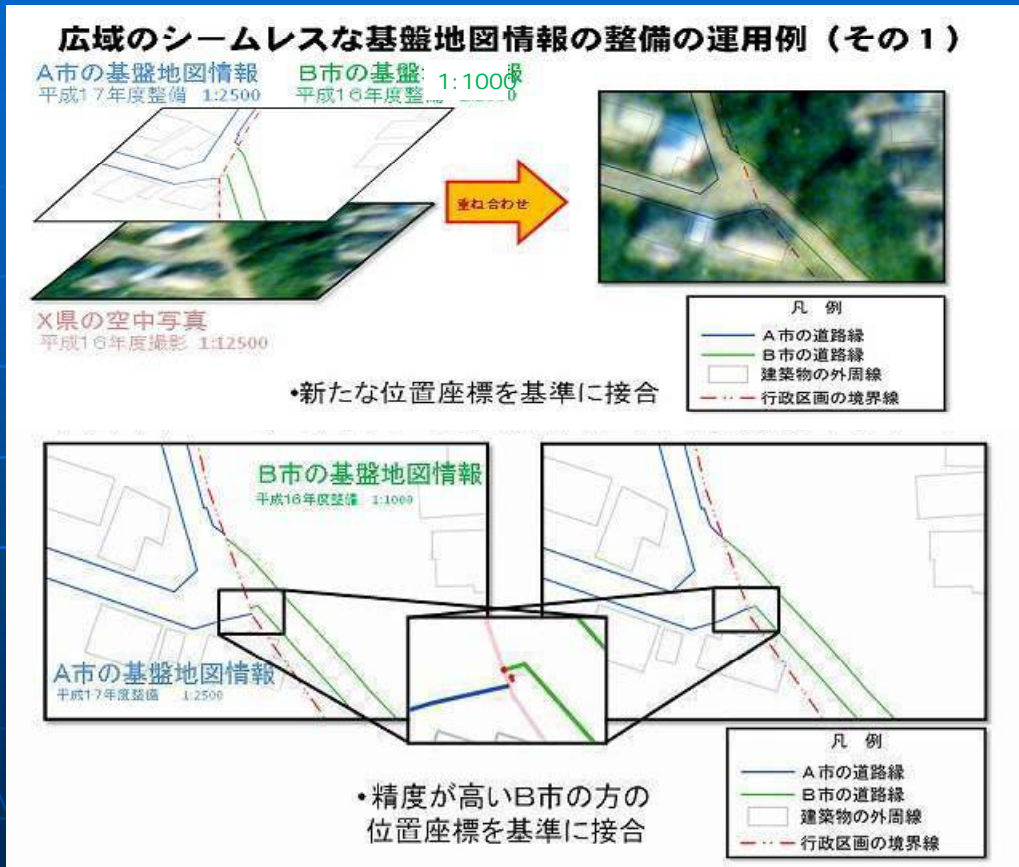 広域のシームレスな基盤地図情報の整備の運用例（その１）
A市の基盤地図情報
平成17年度整備 1:2500
B市の基盤 報
平成16年度整
1:1000
重ね合わせ
X県の空中写真
平成16年度撮影 1:12500
凡 例
A市の道路縁
B市の道路縁
建築物の外周線
行政区画の境界線
•新たな位置座標を基準に接合
B市の基盤地図情報
平成16年度整備 1:1000
A市の基盤地図情報
平成17年度整備 1:2500
凡 例
A市の道路縁
B市の道路縁
建築物の外周線
行政区画の境界線
•精度が高いB市の方の
位置座標を基準に接合